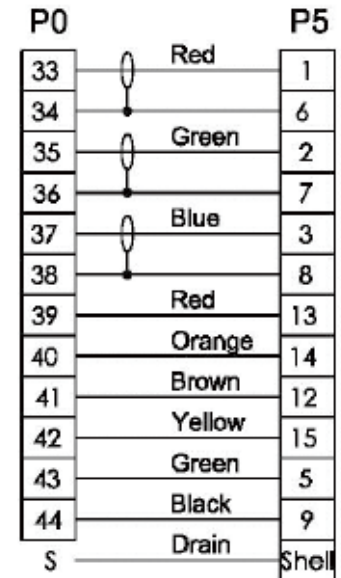 P0 P5
33 Red 1
34 6
35 Green 2
36 7
37 Blue 3
38 8
39 Red 13
40 Orange 14
41 Brown 12
42 Yellow 15
43 Green 5
44 Black 9
S Drain Shell